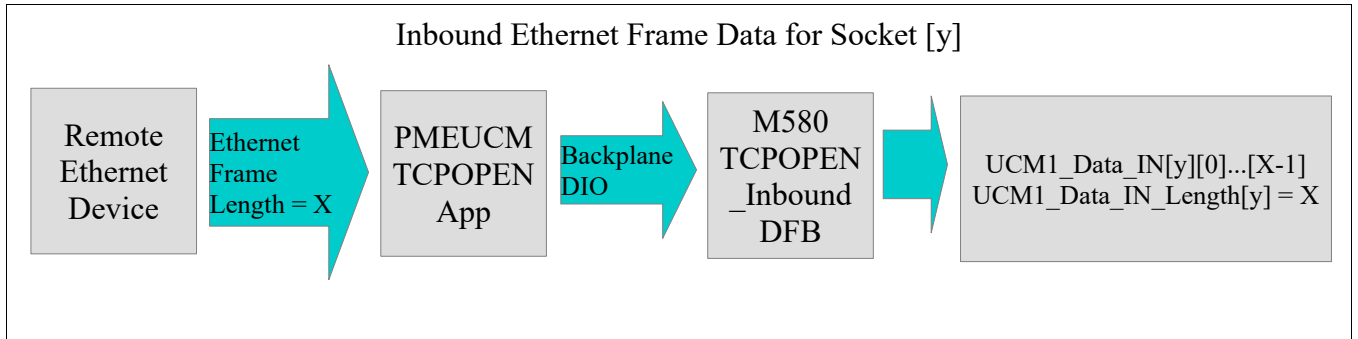 Inbound Ethernet Frame Data for Socket [y]
Remote
Ethernet
Device
Ethernet
Frame
Length = X
PMEUCM
TCPOPEN
App
Backplane
DIO
M580
TCPOPEN
_Inbound
DFB
UCM1_Data_IN[y][0]...[X-1]
UCM1_Data_IN_Length[y] = X